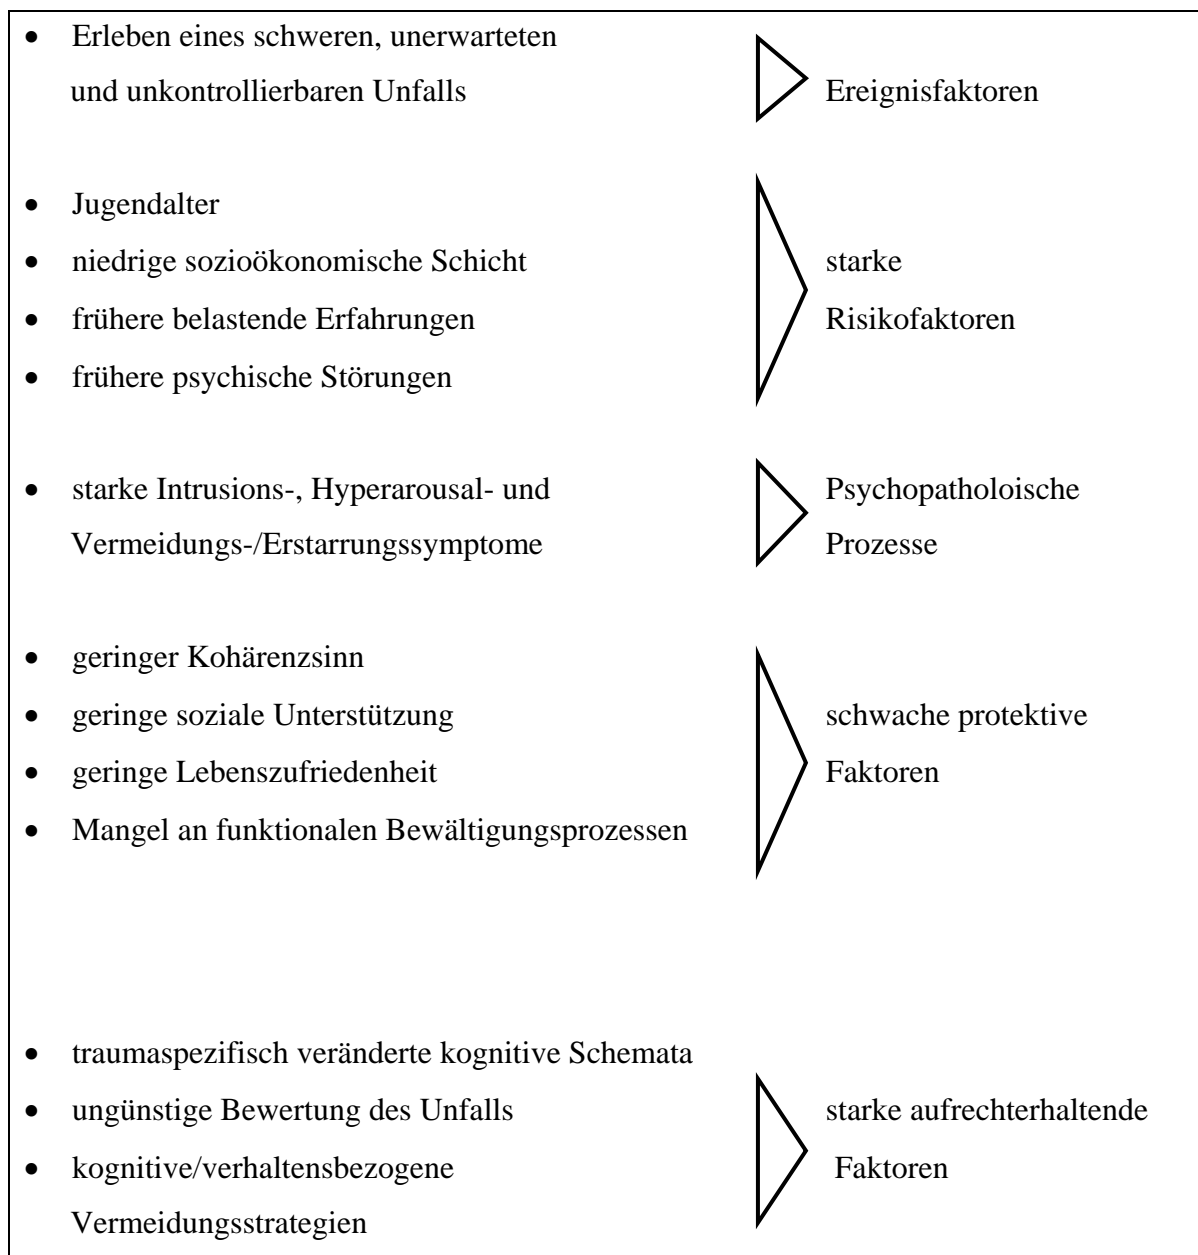 • Erleben eines schweren, unerwarteten
und unkontrollierbaren Unfalls
Ereignisfaktoren
• Jugendalter
• niedrige sozioökonomische Schicht
• frühere belastende Erfahrungen
• frühere psychische Störungen
starke
Risikofaktoren
• starke Intrusions-, Hyperarousal- und
Vermeidungs-/Erstarrungssymptome
Psychopatholoische
Prozesse
• geringer Kohärenzsinn
• geringe soziale Unterstützung
• geringe Lebenszufriedenheit
• Mangel an funktionalen Bewältigungsprozessen
schwache protektive
Faktoren
• traumaspezifisch veränderte kognitive Schemata
• ungünstige Bewertung des Unfalls
• kognitive/verhaltensbezogene
Vermeidungsstrategien
starke aufrechterhaltende
Faktoren